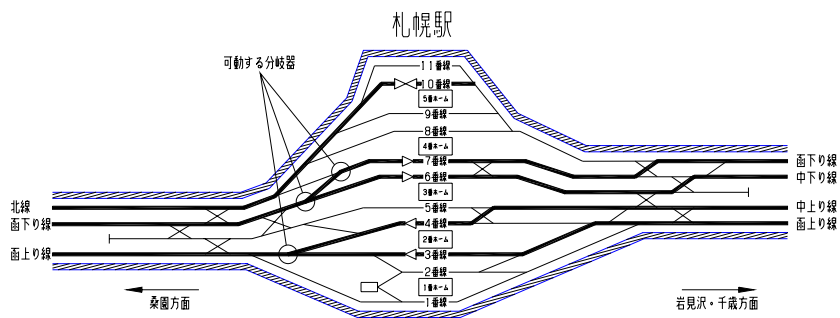 札幌駅
可動する分岐器
11番線
10番線
5番ホーム
9番線
8番線
4番ホーム
7番線
6番線
3番ホーム
5番線
4番線
2番ホーム
3番線
2番線
1番ホーム
1番線
北線
函下り線
函上り線
函下り線
中下り線
中上り線
函上り線
桑園方面
岩見沢・千歳方面